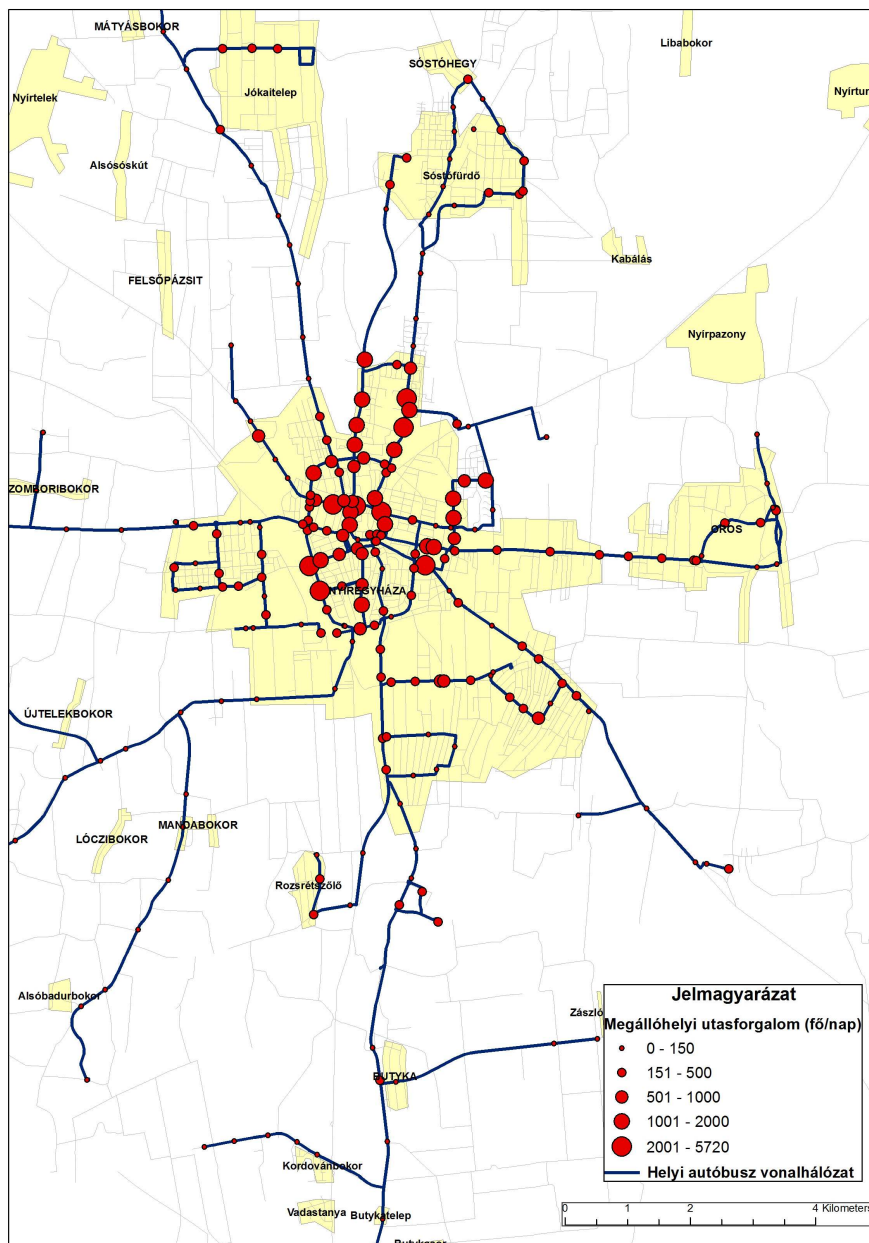 MÁTYÁSBOKOR
Libabokor
SÓSTÓHEGY
Nyírtelek
Jókaitelep
Nyírtur
Alsósóskút
Sóstófürdő
Kabálás
FELSŐPÁZSIT
Nyírpazony
ZOMBORIBOKOR
OROS
NYÍREGYHÁZA
ÚJTELEKBOKOR
LÓCZIBOKOR
MANDABOKOR
Rozsrétszőlő
Alsóbadurbokor
Zászló
BUTYKA
Kordovánbokor
Vadastanya
Butykatelep
Jelmagyarázat
Megállóhelyi utasforgalom (fő/nap)
0 - 150
151 - 500
501 - 1000
1001 - 2000
2001 - 5720
Helyi autóbusz vonalhálózat
0 1 2 4 Kilometers